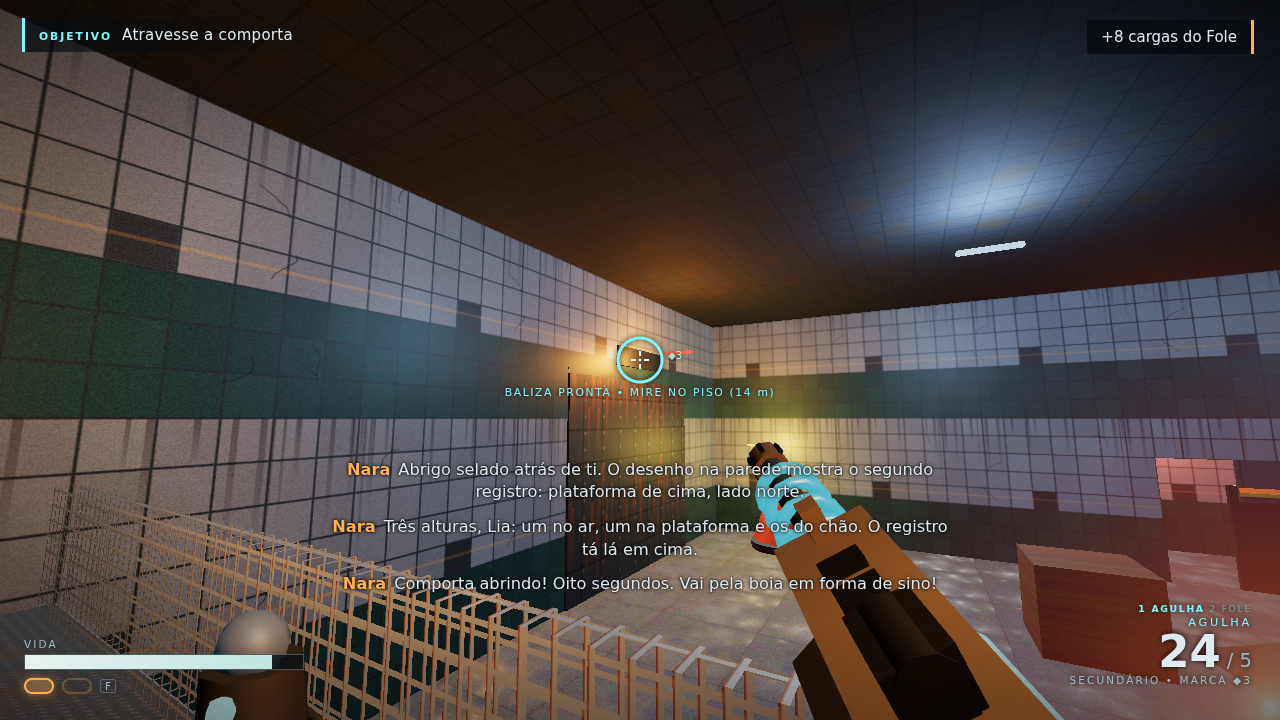 OBJETIVO Atravesse a comporta
+8 cargas do Fole
◆3
BALIZA PRONTA • MIRE NO PISO (14 m)
Nara Abrigo selado atrás de ti. O desenho na parede mostra o segundo
registro: plataforma de cima, lado norte.
Nara Três alturas, Lia: um no ar, um na plataforma e os do chão. O registro
tá lá em cima.
Nara Comporta abrindo! Oito segundos. Vai pela boia em forma de sino!
VIDA
F
1 AGULHA 2 FOLE
AGULHA
24 / 5
SECUNDÁRIO • MARCA ◆3